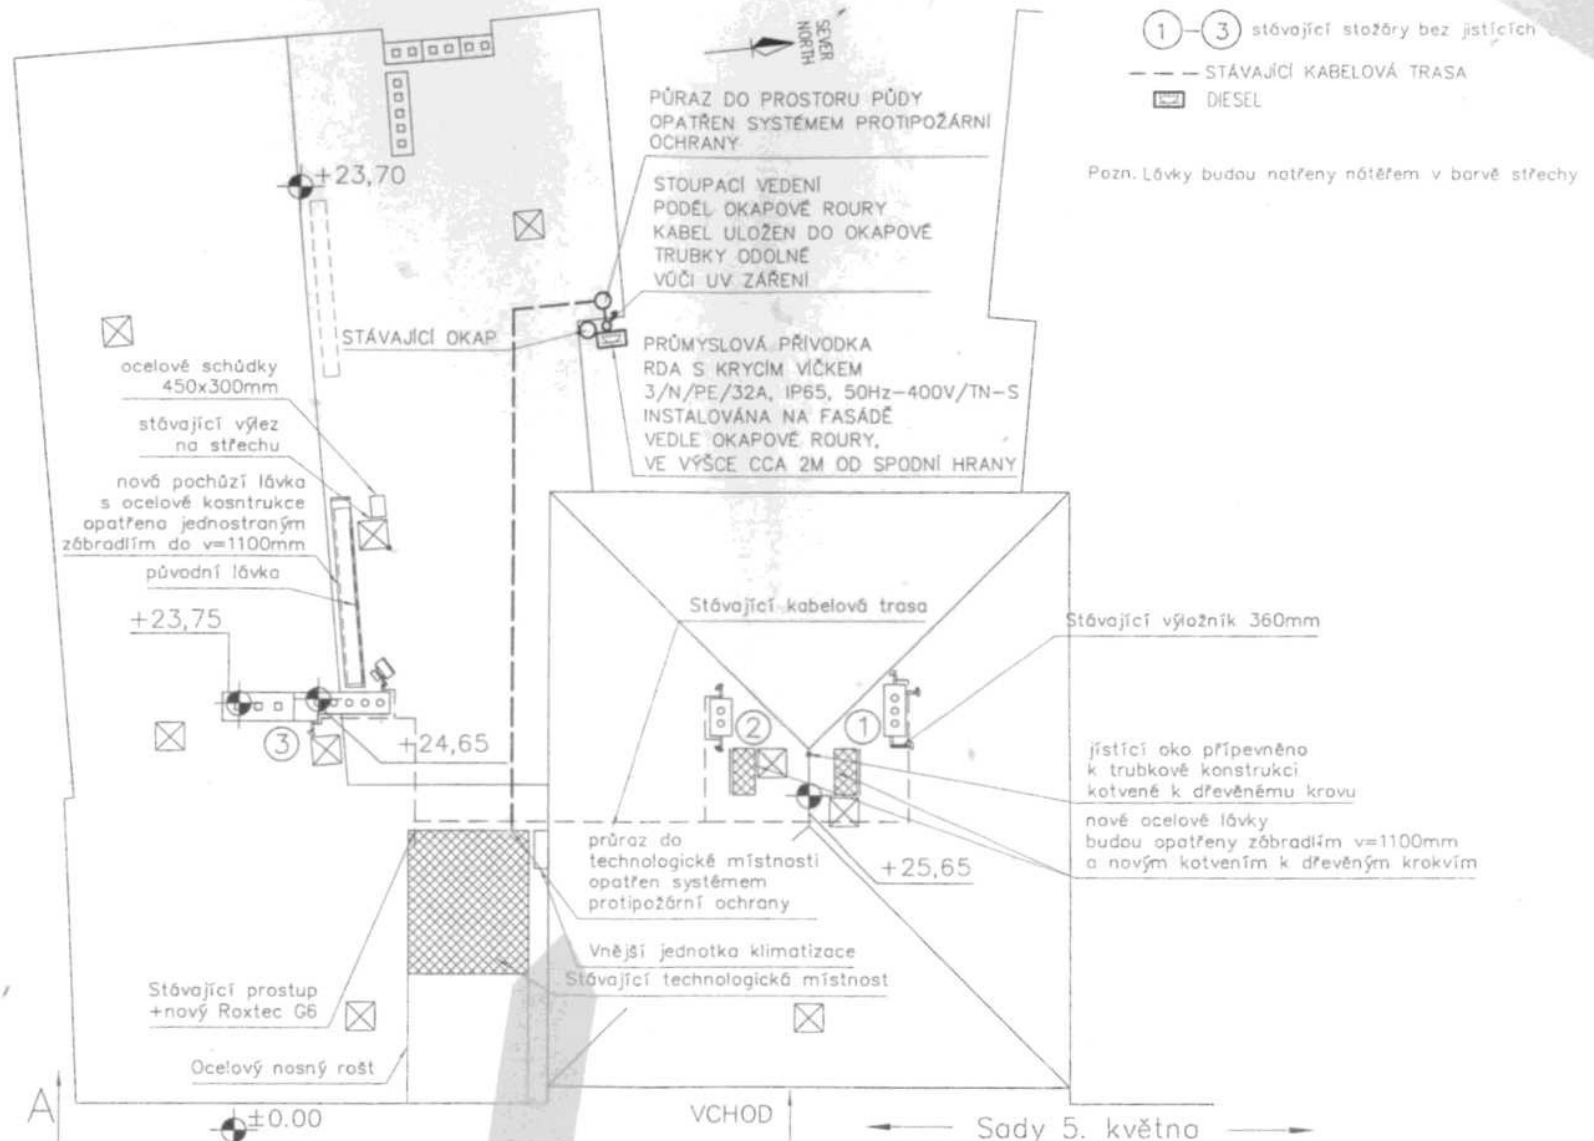 SEVER
NORTH
1 - 3 stávající stožáry bez jistících
STÁVAJÍCÍ KABELOVÁ TRASA
DIESEL
Pozn. Lávky budou natřeny nátěřem v barvě střechy
PŮRAZ DO PROSTORU PŮDY
OPATŘEN SYSTÉMEM PROTIPOŽÁRNÍ
OCHRANY
+23,70
STOUPACÍ VEDENÍ
PODÉL OKAPOVÉ ROURY
KABEL ULOŽEN DO OKAPOVÉ
TRUBKY ODOLNÉ
VŮČI UV ZÁŘENÍ
STÁVAJÍCÍ OKAP
PRŮMYSLOVÁ PŘÍVODKA
RDA S KRYCÍM VÍČKEM
3/N/PE/32A, IP65, 50Hz-400V/TN-S
INSTALOVÁNA NA FASÁDĚ
VEDLE OKAPOVÉ ROURY,
VE VÝŠCE CCA 2M OD SPODNÍ HRANY
ocelové schůdky
450x300mm
stávající výlez
na střechu
nová pochůzí lávka
s ocelové kosntrukce
opatřena jednostraným
zábradlím do v=1100mm
původní lávka
+23,75
Stávající kabelová trasa
Stávající výložník 360mm
2
1
3
+24,65
jístící oko připevněno
k trubkové konstrukci
kotvené k dřevěnému krovu
nové ocelové lávky
budou opatřeny zábradlím v=1100mm
a novým kotvením k dřevěným krokvím
+25,65
průraz do
technologické místnosti
opatřen systémem
protipožární ochrany
Vnější jednotka klimatizace
Stávající technologická místnost
Stávající prostup
+nový Roxtec G6
Ocelový nosný rošt
A
±0.00
VCHOD
Sady 5. května